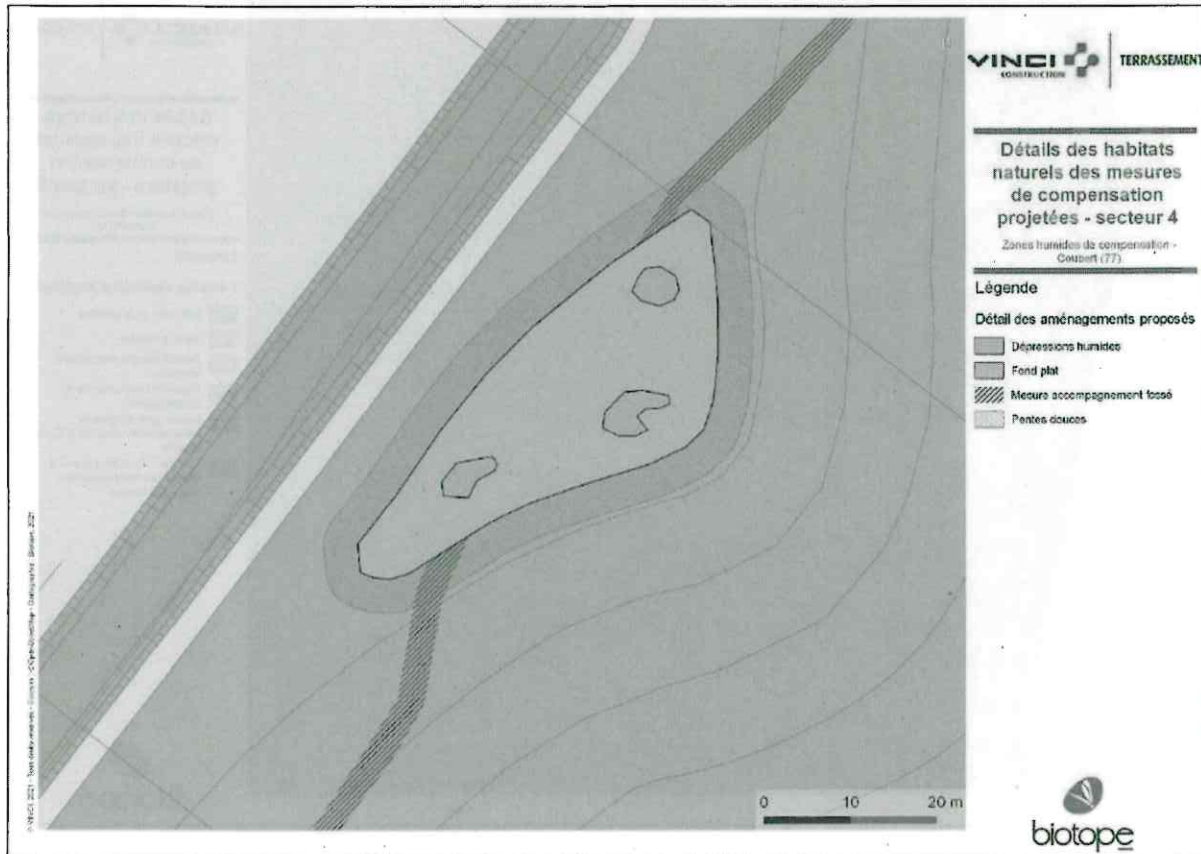 VINCI
CONSTRUCTION
TERRASSEMENT
Détails des habitats
naturels des mesures
de compensation
projetées - secteur 4
Zones humides de compensation -
Coubert (77)
Légende
Détail des aménagements proposés
Dépressions humides
Fond plat
Mesure accompagnement fossé
Pentes douces
0 10 20 m
biotope